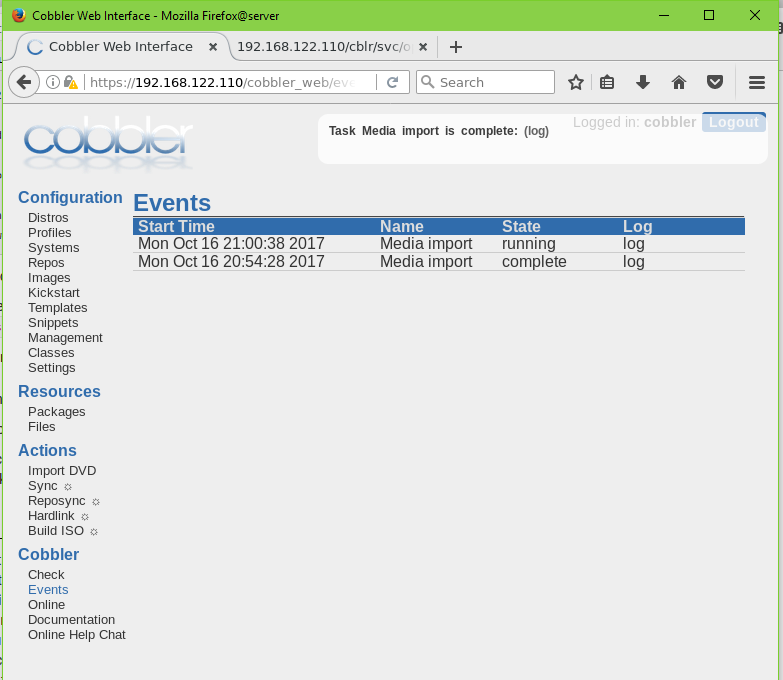 Cobbler Web Interface - Mozilla Firefox@server
Cobbler Web Interface
192.168.122.110/cblr/svc/o
https://192.168.122.110/cobbler_web/eve
Search
cobbler
Task Media import is complete: (log)
Logged in: cobbler Logout
Configuration
Distros
Profiles
Systems
Repos
Images
Kickstart
Templates
Snippets
Management
Classes
Settings
Resources
Packages
Files
Actions
Import DVD
Sync ☼
Reposync ☼
Hardlink ☼
Build ISO ☼
Cobbler
Check
Events
Online
Documentation
Online Help Chat
Events
Start Time Name State Log
Mon Oct 16 21:00:38 2017 Media import running log
Mon Oct 16 20:54:28 2017 Media import complete log